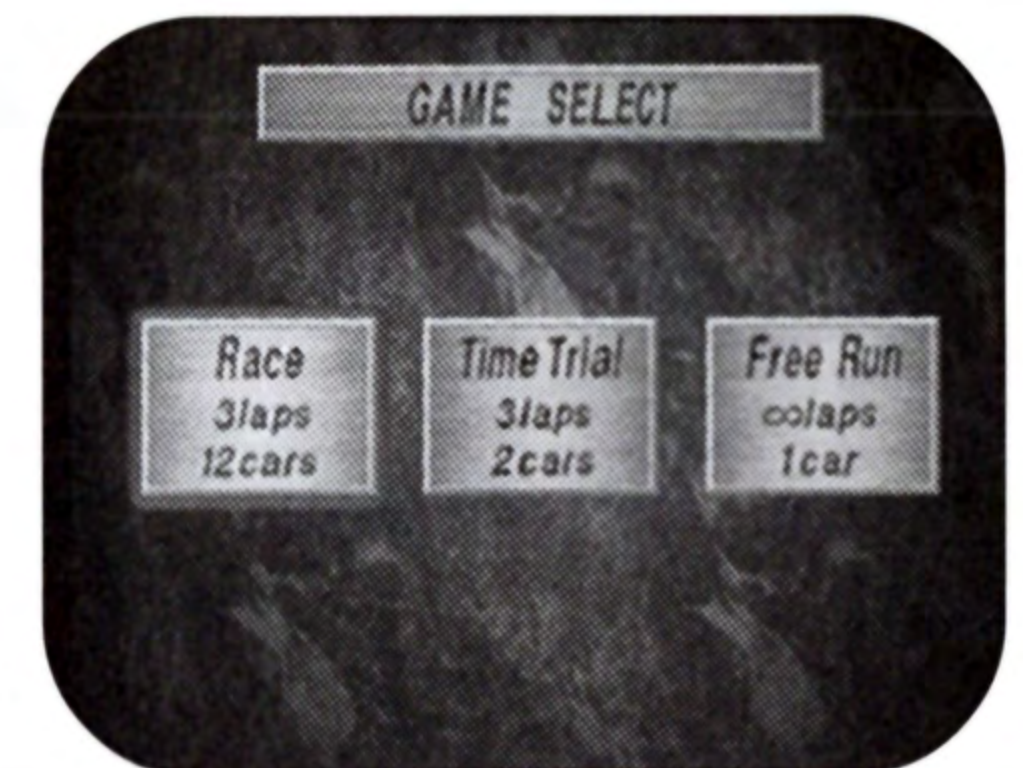 GAME SELECT
Race
3laps
12cars
Time Trial
3laps
2cars
Free Run
∞laps
1car